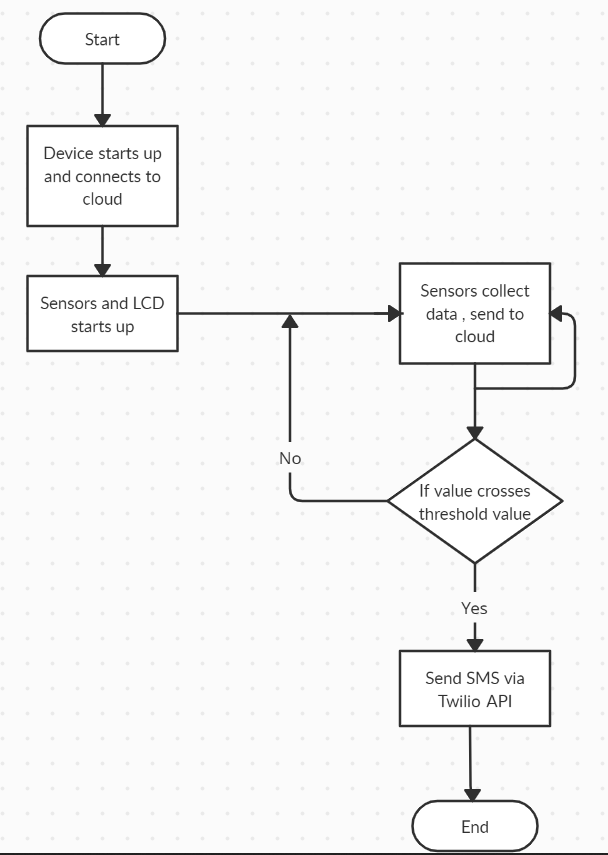 Start
Device starts up
and connects to
cloud
Sensors and LCD
starts up
Sensors collect
data , send to
cloud
No
If value crosses
threshold value
Yes
Send SMS via
Twilio API
End